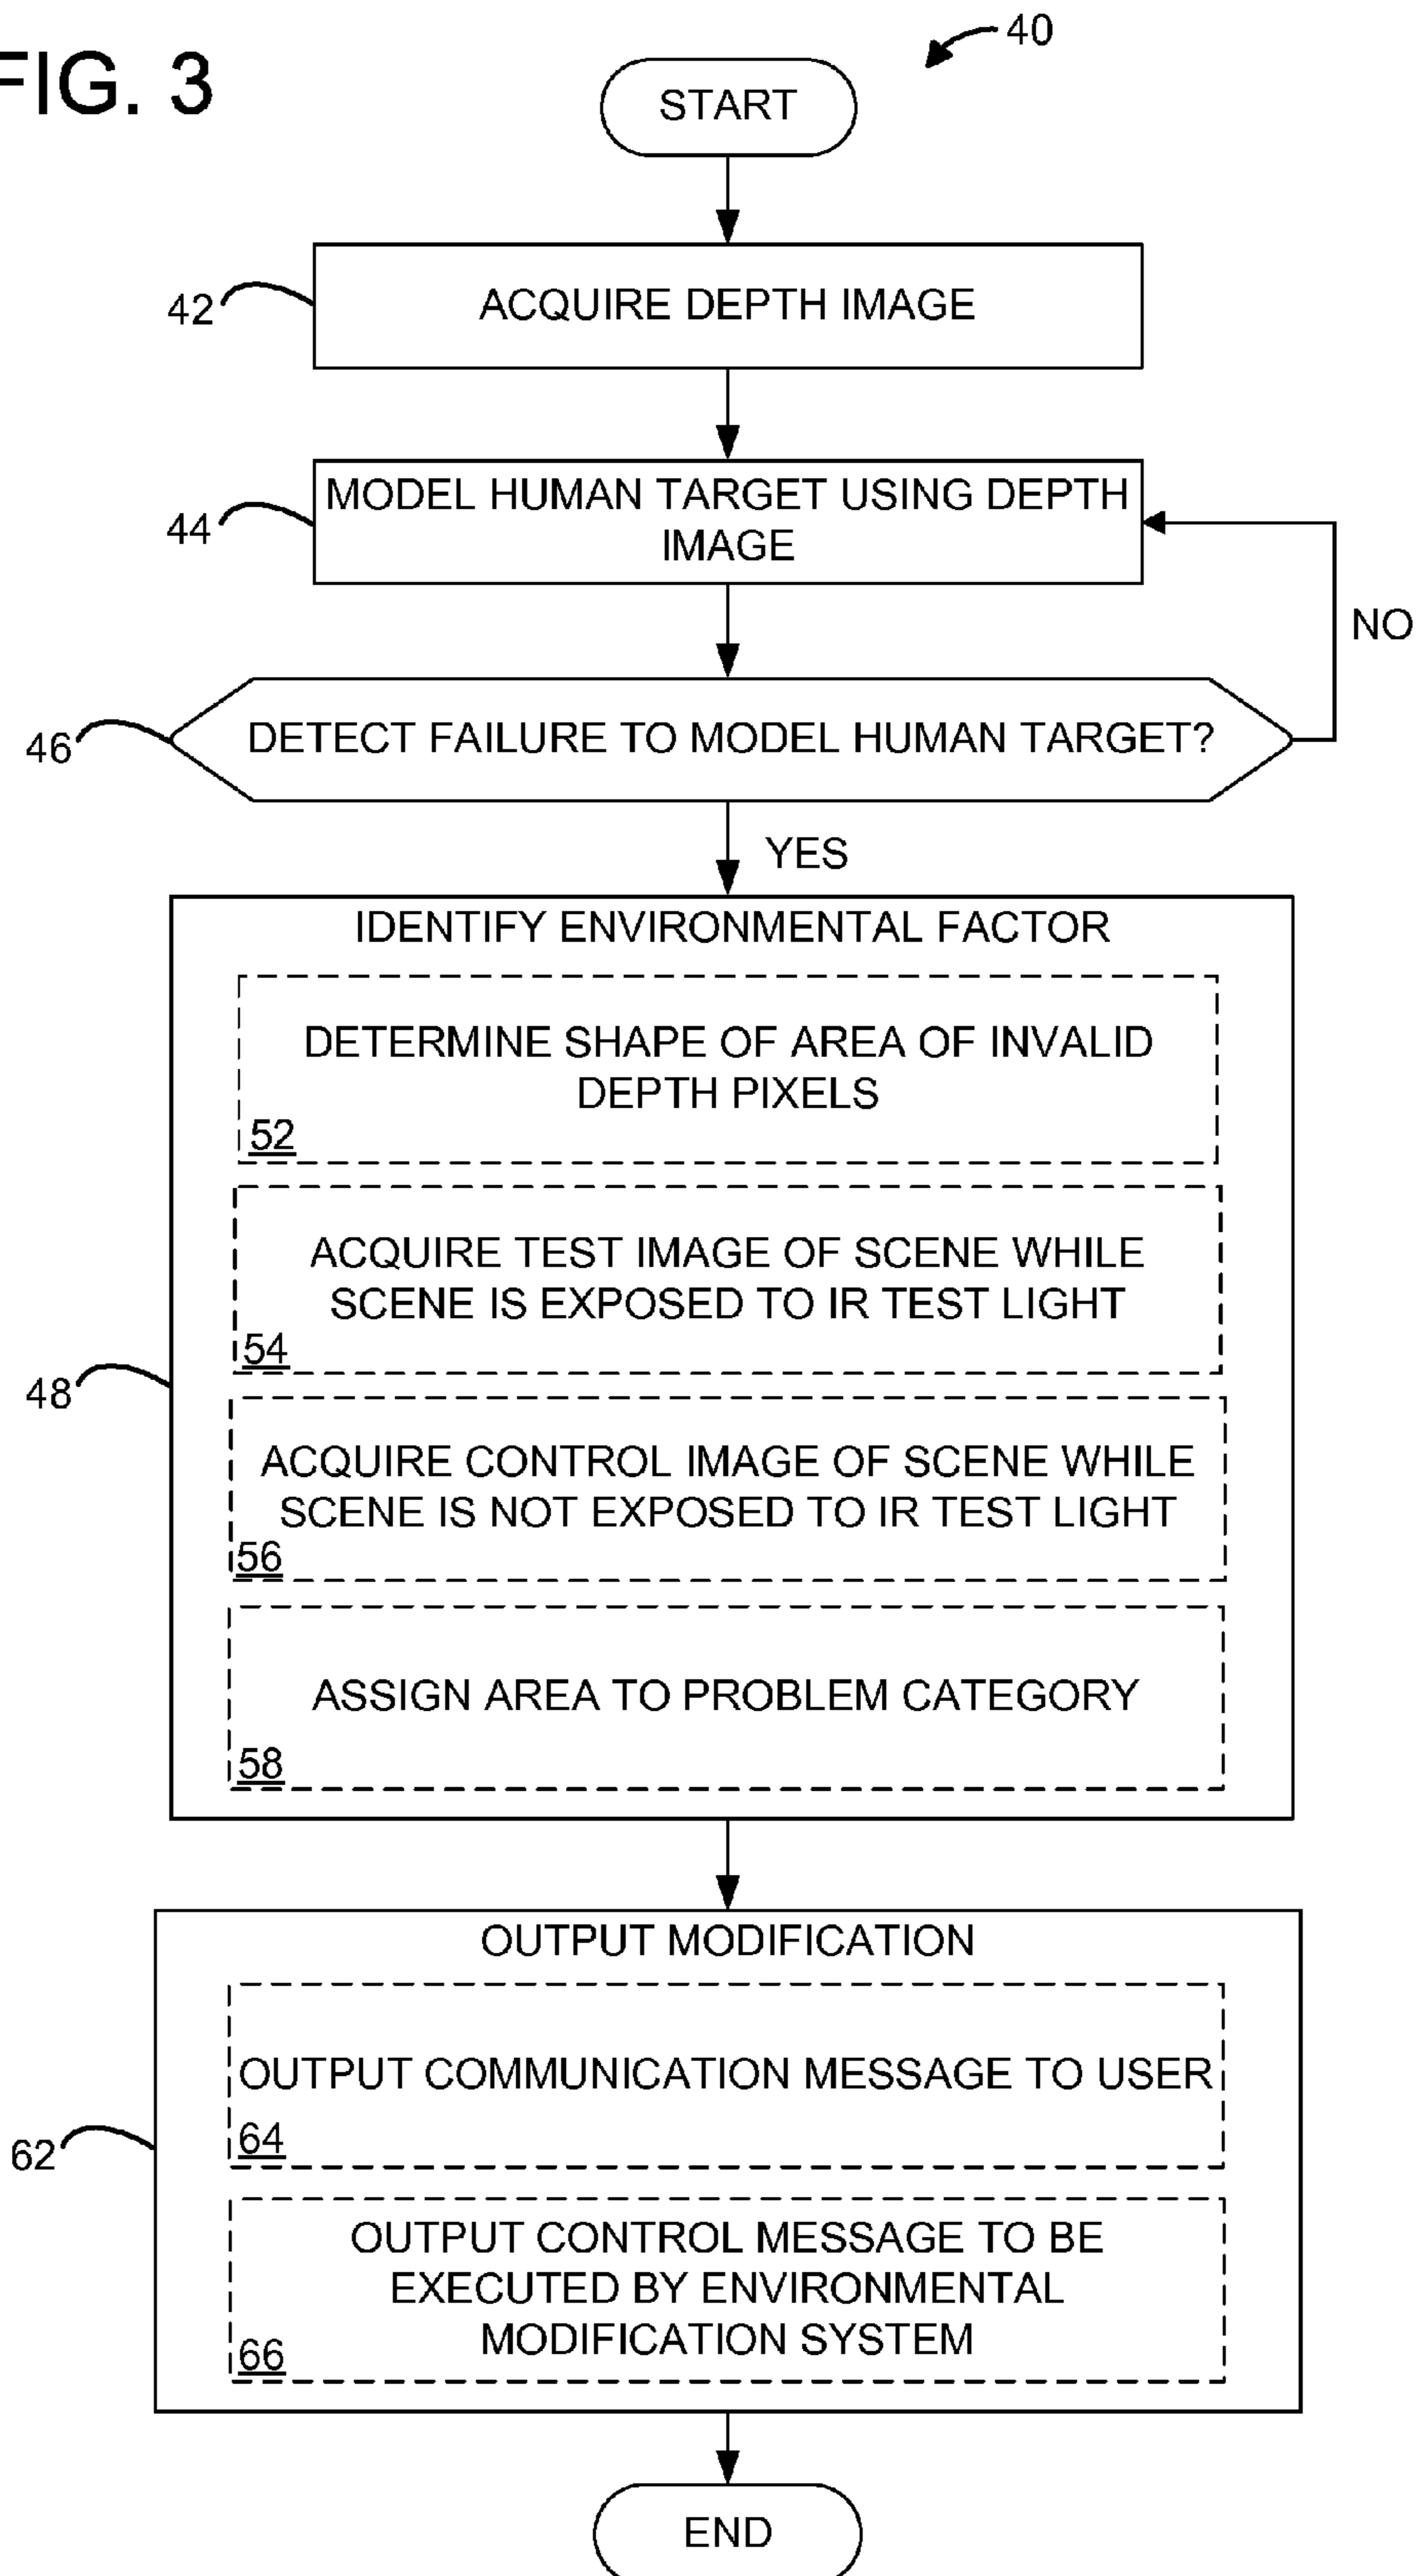 FIG. 3
40
START
42
ACQUIRE DEPTH IMAGE
44
MODEL HUMAN TARGET USING DEPTH
IMAGE
NO
46
DETECT FAILURE TO MODEL HUMAN TARGET?
YES
IDENTIFY ENVIRONMENTAL FACTOR
DETERMINE SHAPE OF AREA OF INVALID
DEPTH PIXELS
52
ACQUIRE TEST IMAGE OF SCENE WHILE
SCENE IS EXPOSED TO IR TEST LIGHT
54
48
ACQUIRE CONTROL IMAGE OF SCENE WHILE
SCENE IS NOT EXPOSED TO IR TEST LIGHT
56
ASSIGN AREA TO PROBLEM CATEGORY
58
OUTPUT MODIFICATION
OUTPUT COMMUNICATION MESSAGE TO USER
64
62
OUTPUT CONTROL MESSAGE TO BE
EXECUTED BY ENVIRONMENTAL
MODIFICATION SYSTEM
66
END